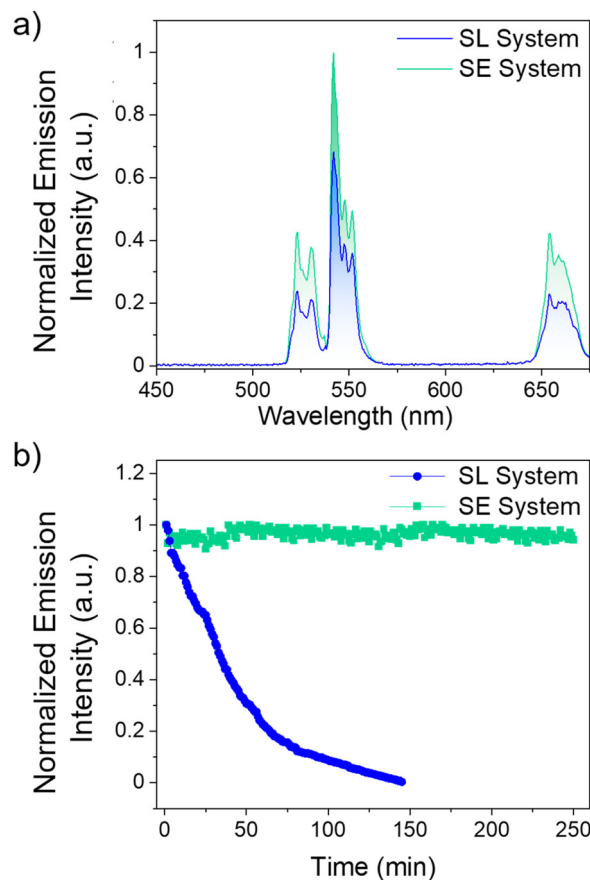 a)
SL System
SE System
Normalized Emission
Intensity (a.u.)
1
0.8
0.6
0.4
0.2
0
450 500 550 600 650
Wavelength (nm)
b)
SL System
SE System
Normalized Emission
Intensity (a.u.)
1.2
1
0.8
0.6
0.4
0.2
0
0 50 100 150 200 250
Time (min)